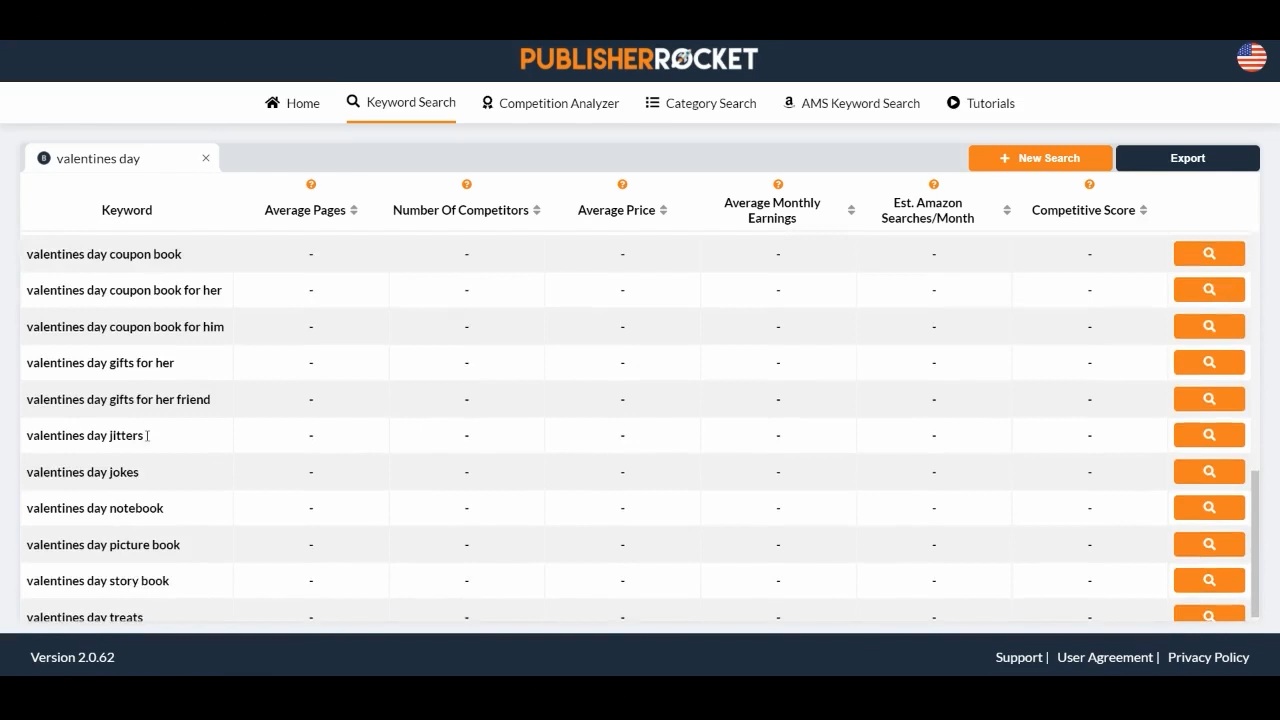 PUBLISHERROCKET
Home Keyword Search Competition Analyzer Category Search AMS Keyword Search Tutorials
B valentines day × + New Search Export
? ? ? ? ? ?
Keyword Average Pages Number Of Competitors Average Price Average Monthly Earnings Est. Amazon Searches/Month Competitive Score
valentines day coupon book - - - - - -
valentines day coupon book for her - - - - - -
valentines day coupon book for him - - - - - -
valentines day gifts for her - - - - - -
valentines day gifts for her friend - - - - - -
valentines day jitters - - - - - -
valentines day jokes - - - - - -
valentines day notebook - - - - - -
valentines day picture book - - - - - -
valentines day story book - - - - - -
valentines day treats - - - - - -
Version 2.0.62 Support | User Agreement | Privacy Policy